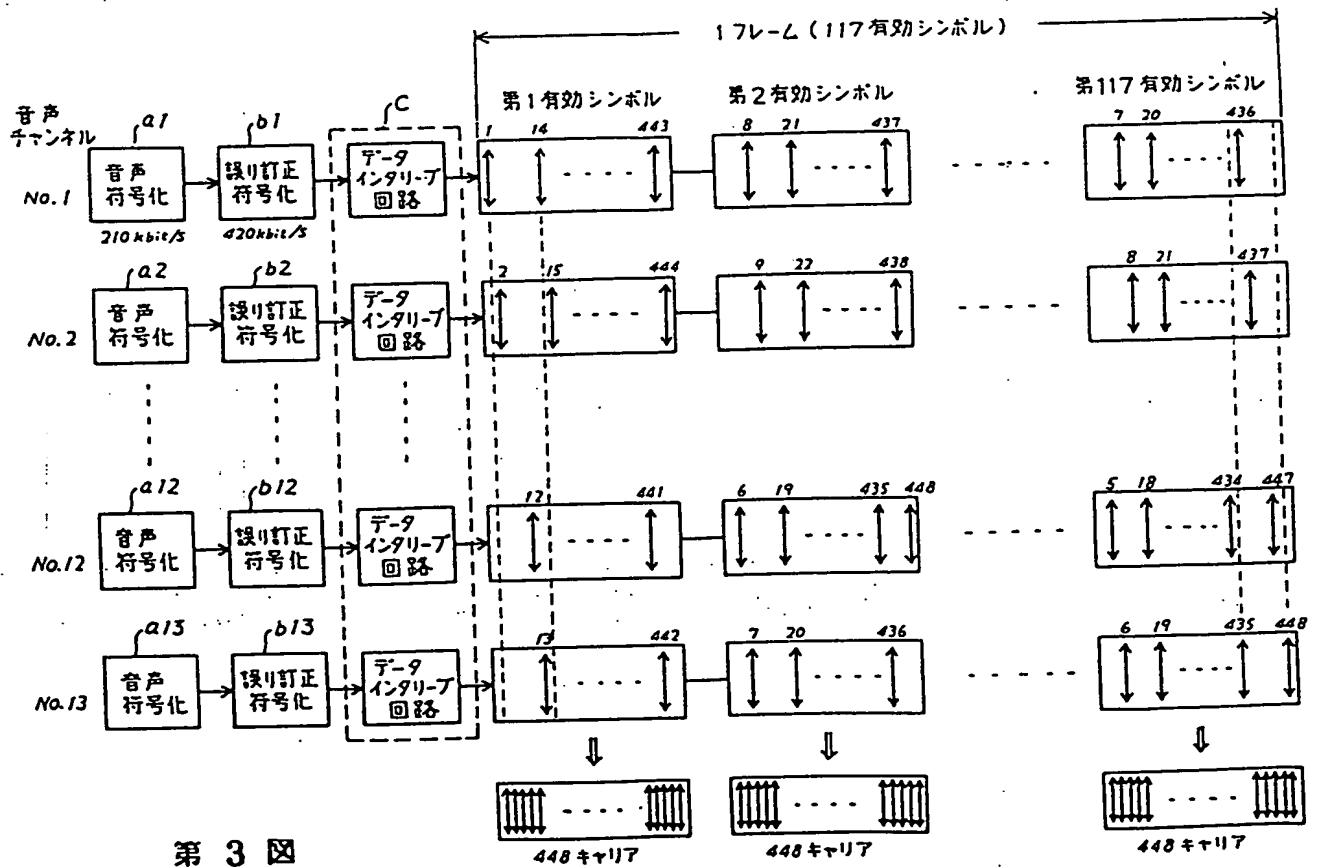 1フレーム(117有効シンボル)
音声
チャンネル
a1
b1
C
第1有効シンボル
第2有効シンボル
第117有効シンボル
1 14 443
8 21 437
7 20 436
No.1
音声
符号化
誤り訂正
符号化
データ
インタリーブ
回路
210kbit/s
420kbit/s
a2
b2
2 15 444
9 22 438
8 21 437
No.2
音声
符号化
誤り訂正
符号化
データ
インタリーブ
回路
a12
b12
12 441
6 19 435 448
5 18 434 447
No.12
音声
符号化
誤り訂正
符号化
データ
インタリーブ
回路
a13
b13
13 442
7 20 436
6 19 435 448
No.13
音声
符号化
誤り訂正
符号化
データ
インタリーブ
回路
448キャリア
448キャリア
448キャリア
第3図